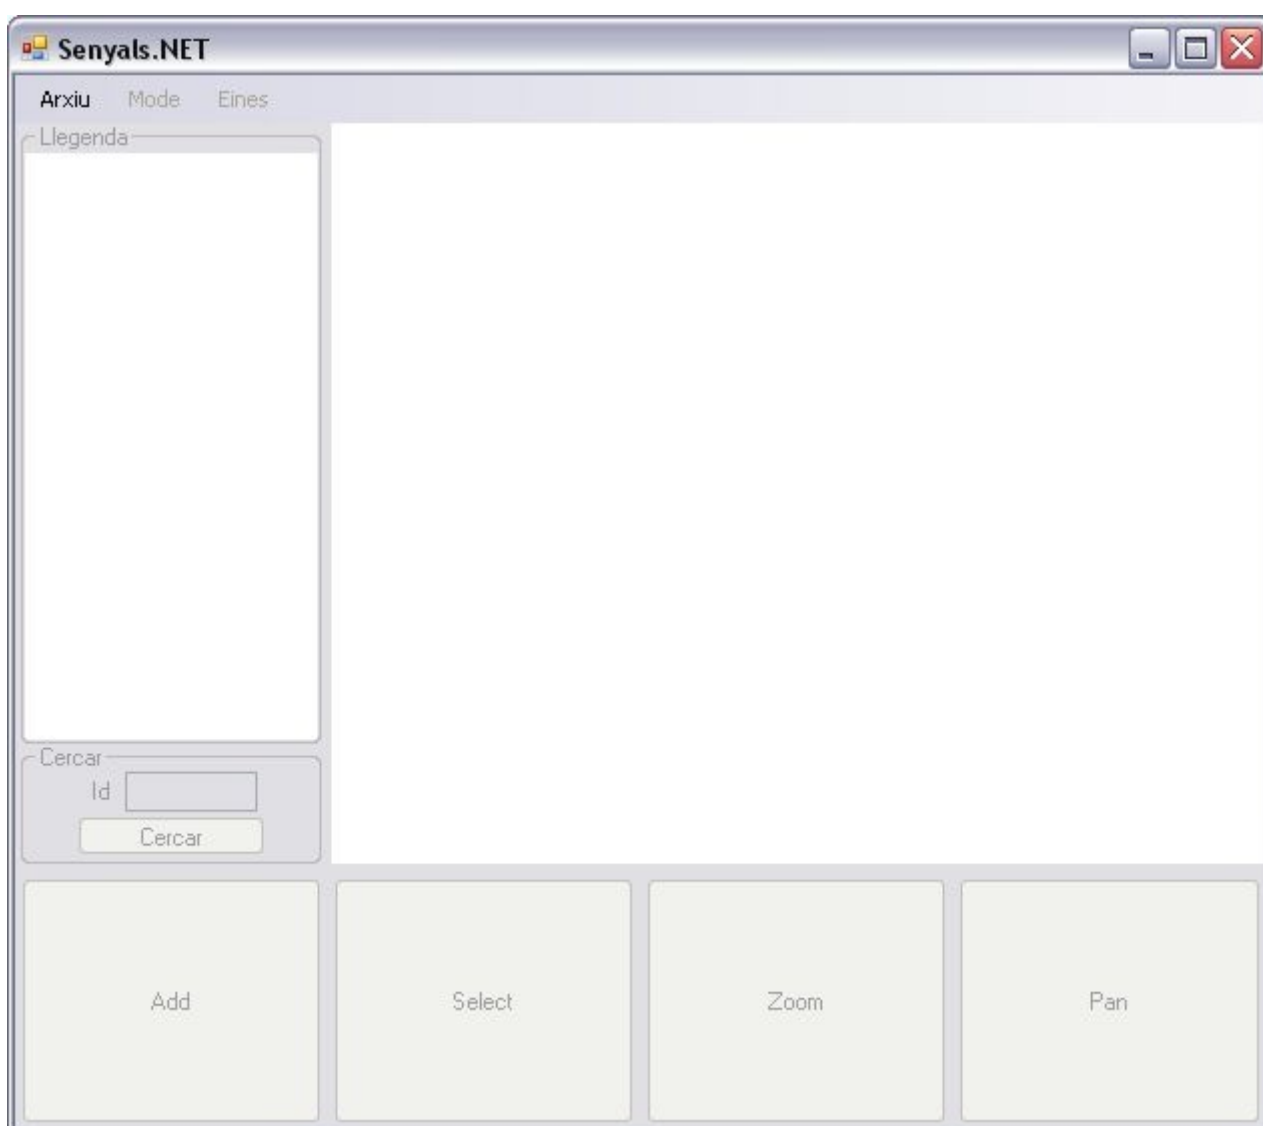 Senyals.NET
Arxiu Mode Eines
Llegenda
Cercar
Id
Cercar
Add Select Zoom Pan